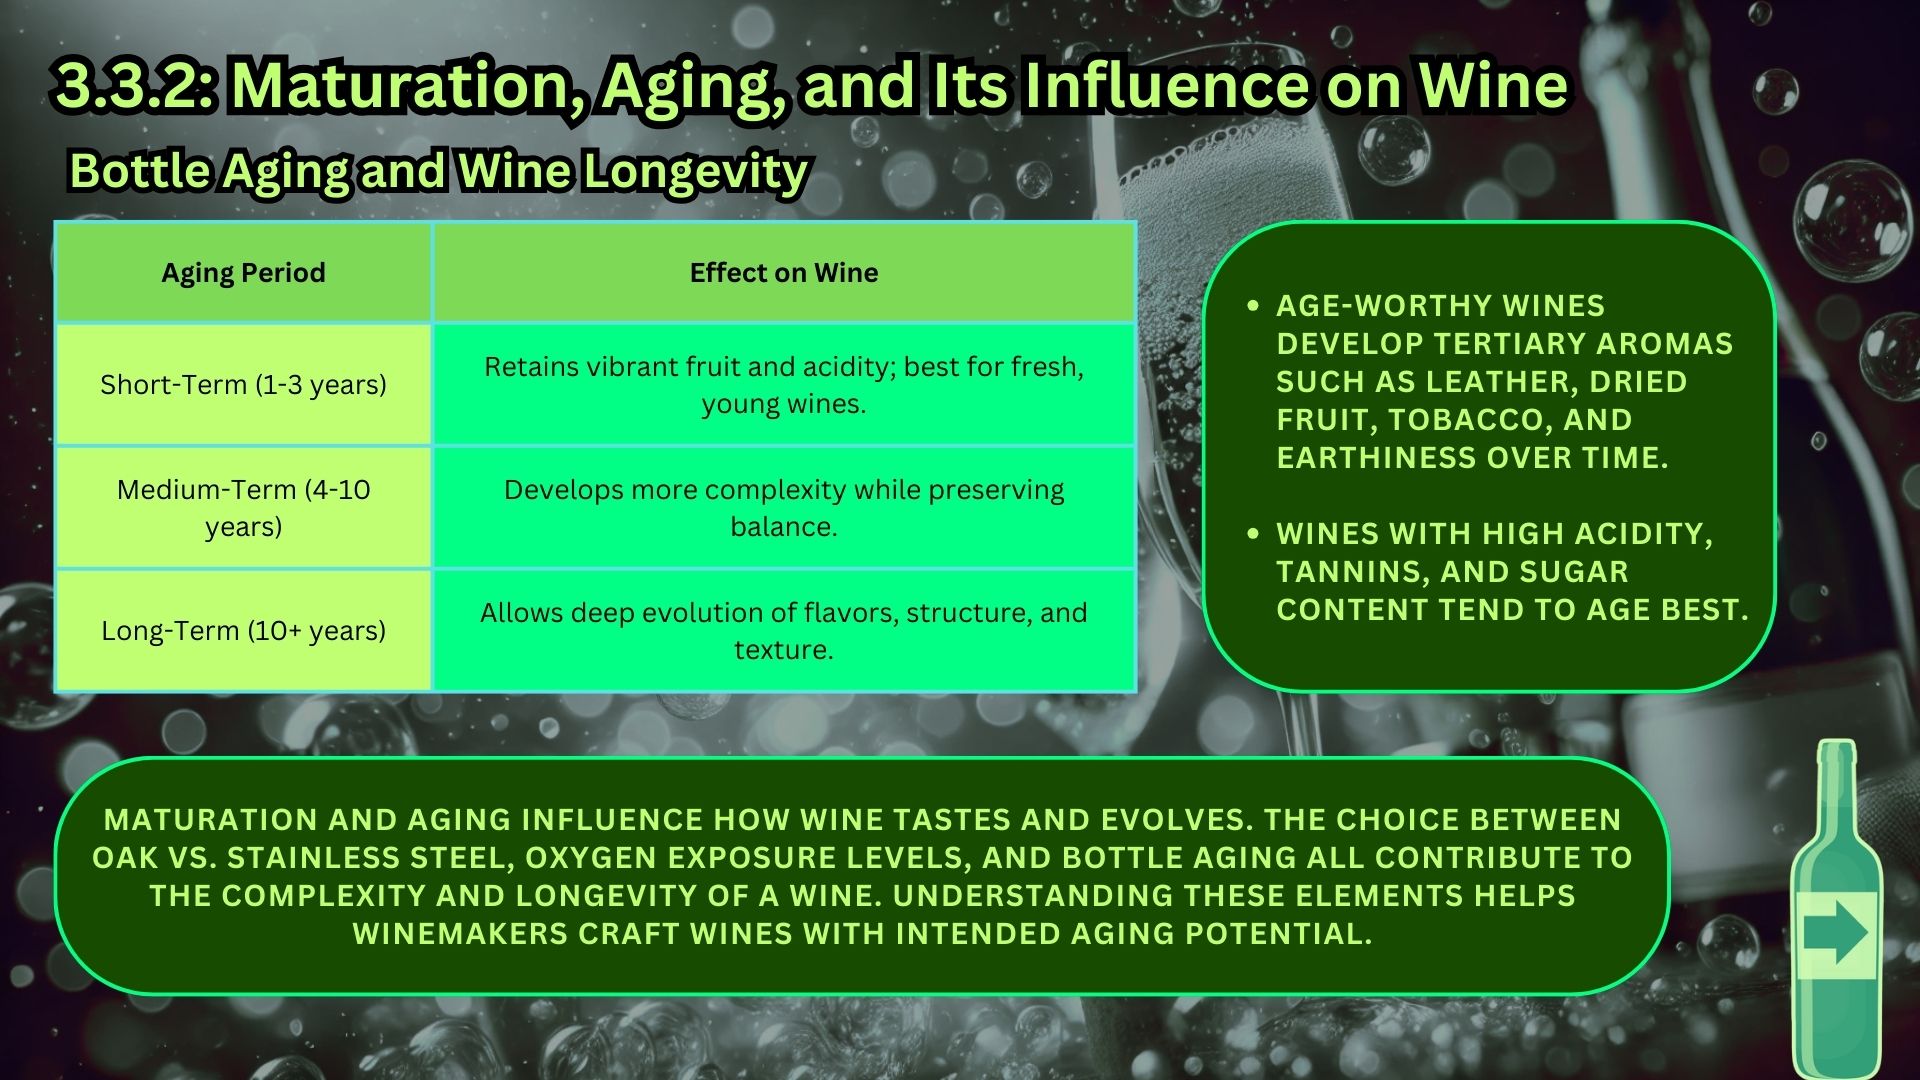 3.3.2: Maturation, Aging, and Its Influence on Wine
Bottle Aging and Wine Longevity
Aging Period
Effect on Wine
Short-Term (1-3 years)
Retains vibrant fruit and acidity; best for fresh,
young wines.
Medium-Term (4-10
years)
Develops more complexity while preserving
balance.
Long-Term (10+ years)
Allows deep evolution of flavors, structure, and
texture.
• AGE-WORTHY WINES
DEVELOP TERTIARY AROMAS
SUCH AS LEATHER, DRIED
FRUIT, TOBACCO, AND
EARTHINESS OVER TIME.
• WINES WITH HIGH ACIDITY,
TANNINS, AND SUGAR
CONTENT TEND TO AGE BEST.
MATURATION AND AGING INFLUENCE HOW WINE TASTES AND EVOLVES. THE CHOICE BETWEEN
OAK VS. STAINLESS STEEL, OXYGEN EXPOSURE LEVELS, AND BOTTLE AGING ALL CONTRIBUTE TO
THE COMPLEXITY AND LONGEVITY OF A WINE. UNDERSTANDING THESE ELEMENTS HELPS
WINEMAKERS CRAFT WINES WITH INTENDED AGING POTENTIAL.